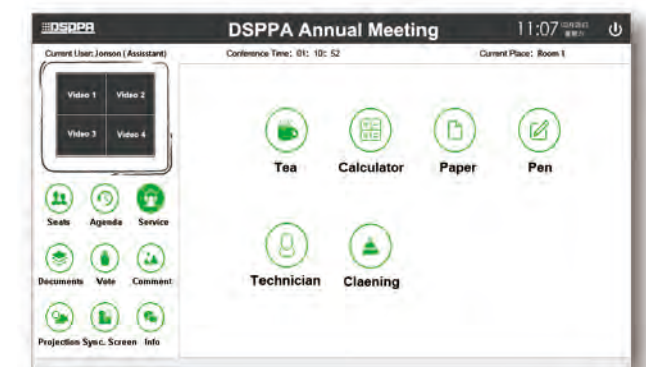 DSPPA
DSPPA Annual Meeting
11:07
Current User: Jonson (Assisstant)
Conference Time: 01: 10: 52
Current Place: Room 1
Video 1
Video 2
Video 3
Video 4
Tea
Calculator
Paper
Pen
Seats
Agenda
Service
Technician
Claening
Documents
Vote
Comment
Projection
Sync. Screen
Info